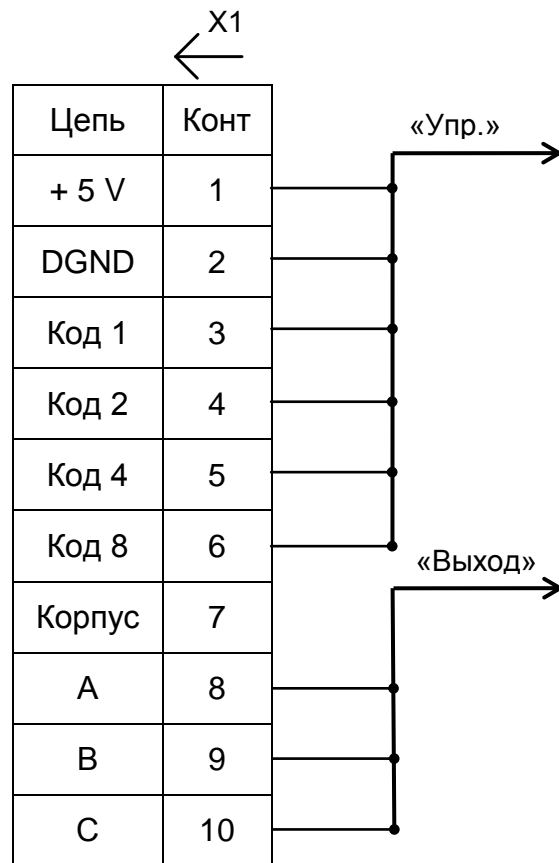 X1
Цепь Конт
«Упр.»
+ 5 V 1
DGND 2
Код 1 3
Код 2 4
Код 4 5
Код 8 6
«Выход»
Корпус 7
A 8
B 9
C 10